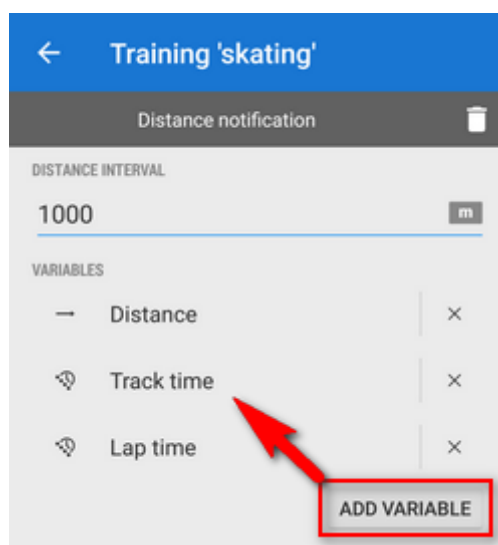 Training 'skating'
Distance notification
DISTANCE INTERVAL
1000 m
VARIABLES
Distance
Track time
Lap time
ADD VARIABLE